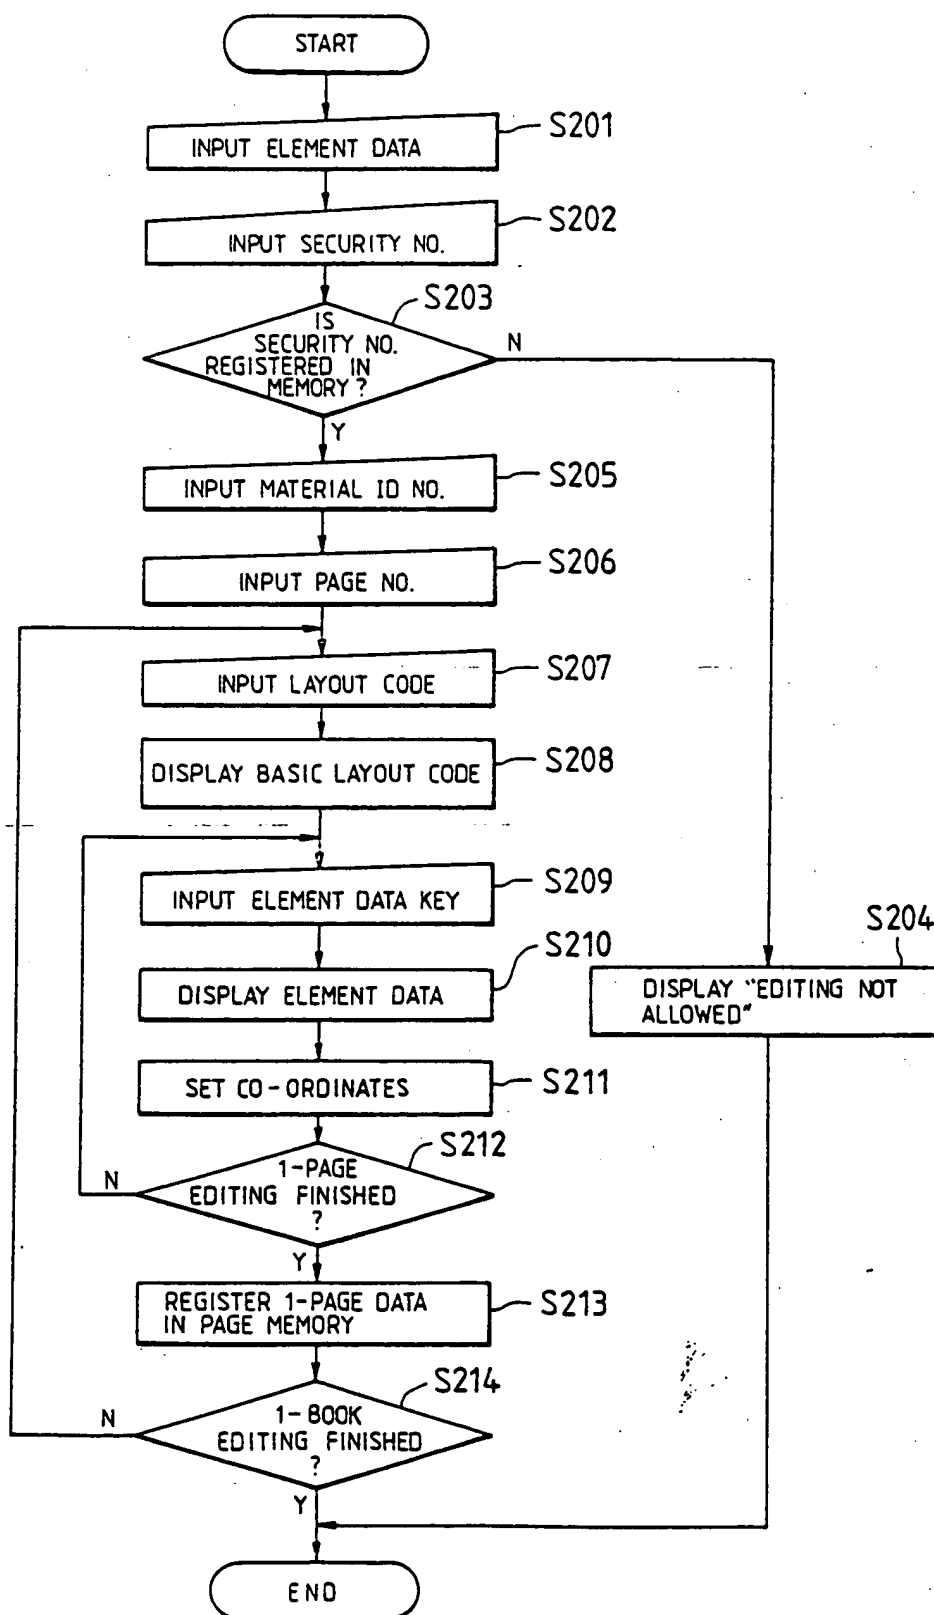 START
INPUT ELEMENT DATA
S201
INPUT SECURITY NO.
S202
S203
IS
SECURITY NO.
REGISTERED IN
MEMORY?
N
Y
INPUT MATERIAL ID NO.
S205
INPUT PAGE NO.
S206
INPUT LAYOUT CODE
S207
DISPLAY BASIC LAYOUT CODE
S208
INPUT ELEMENT DATA KEY
S209
S210
DISPLAY ELEMENT DATA
S204
DISPLAY "EDITING NOT
ALLOWED"
SET CO-ORDINATES
S211
S212
1-PAGE
EDITING FINISHED
?
N
Y
REGISTER 1-PAGE DATA
IN PAGE MEMORY
S213
S214
1-BOOK
EDITING FINISHED
?
N
Y
END